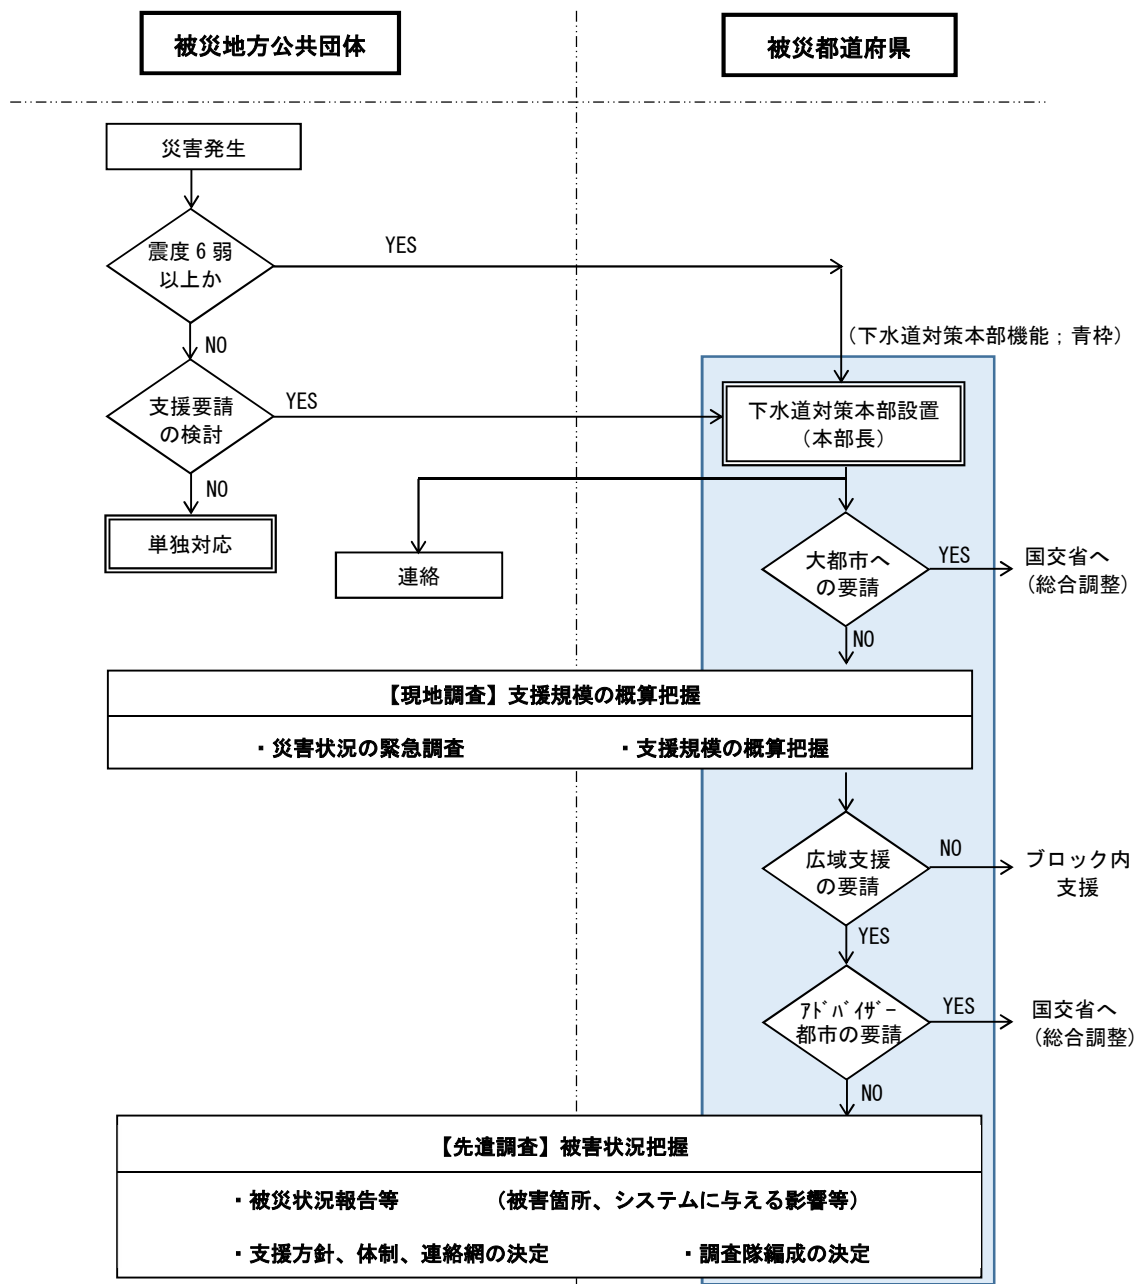 被災地方公共団体
被災都道府県
災害発生
震度6弱
以上か
YES
NO
(下水道対策本部機能；青枠)
支援要請
の検討
YES
NO
下水道対策本部設置
(本部長)
単独対応
連絡
大都市へ
の要請
YES
国交省へ
(総合調整)
NO
【現地調査】支援規模の概算把握
・災害状況の緊急調査
・支援規模の概算把握
広域支援
の要請
NO
ブロック内
支援
YES
ｱﾄﾞﾊﾞｲｻﾞｰ
都市の要請
YES
国交省へ
(総合調整)
NO
【先遣調査】被害状況把握
・被災状況報告等
(被害箇所、システムに与える影響等)
・支援方針、体制、連絡網の決定
・調査隊編成の決定